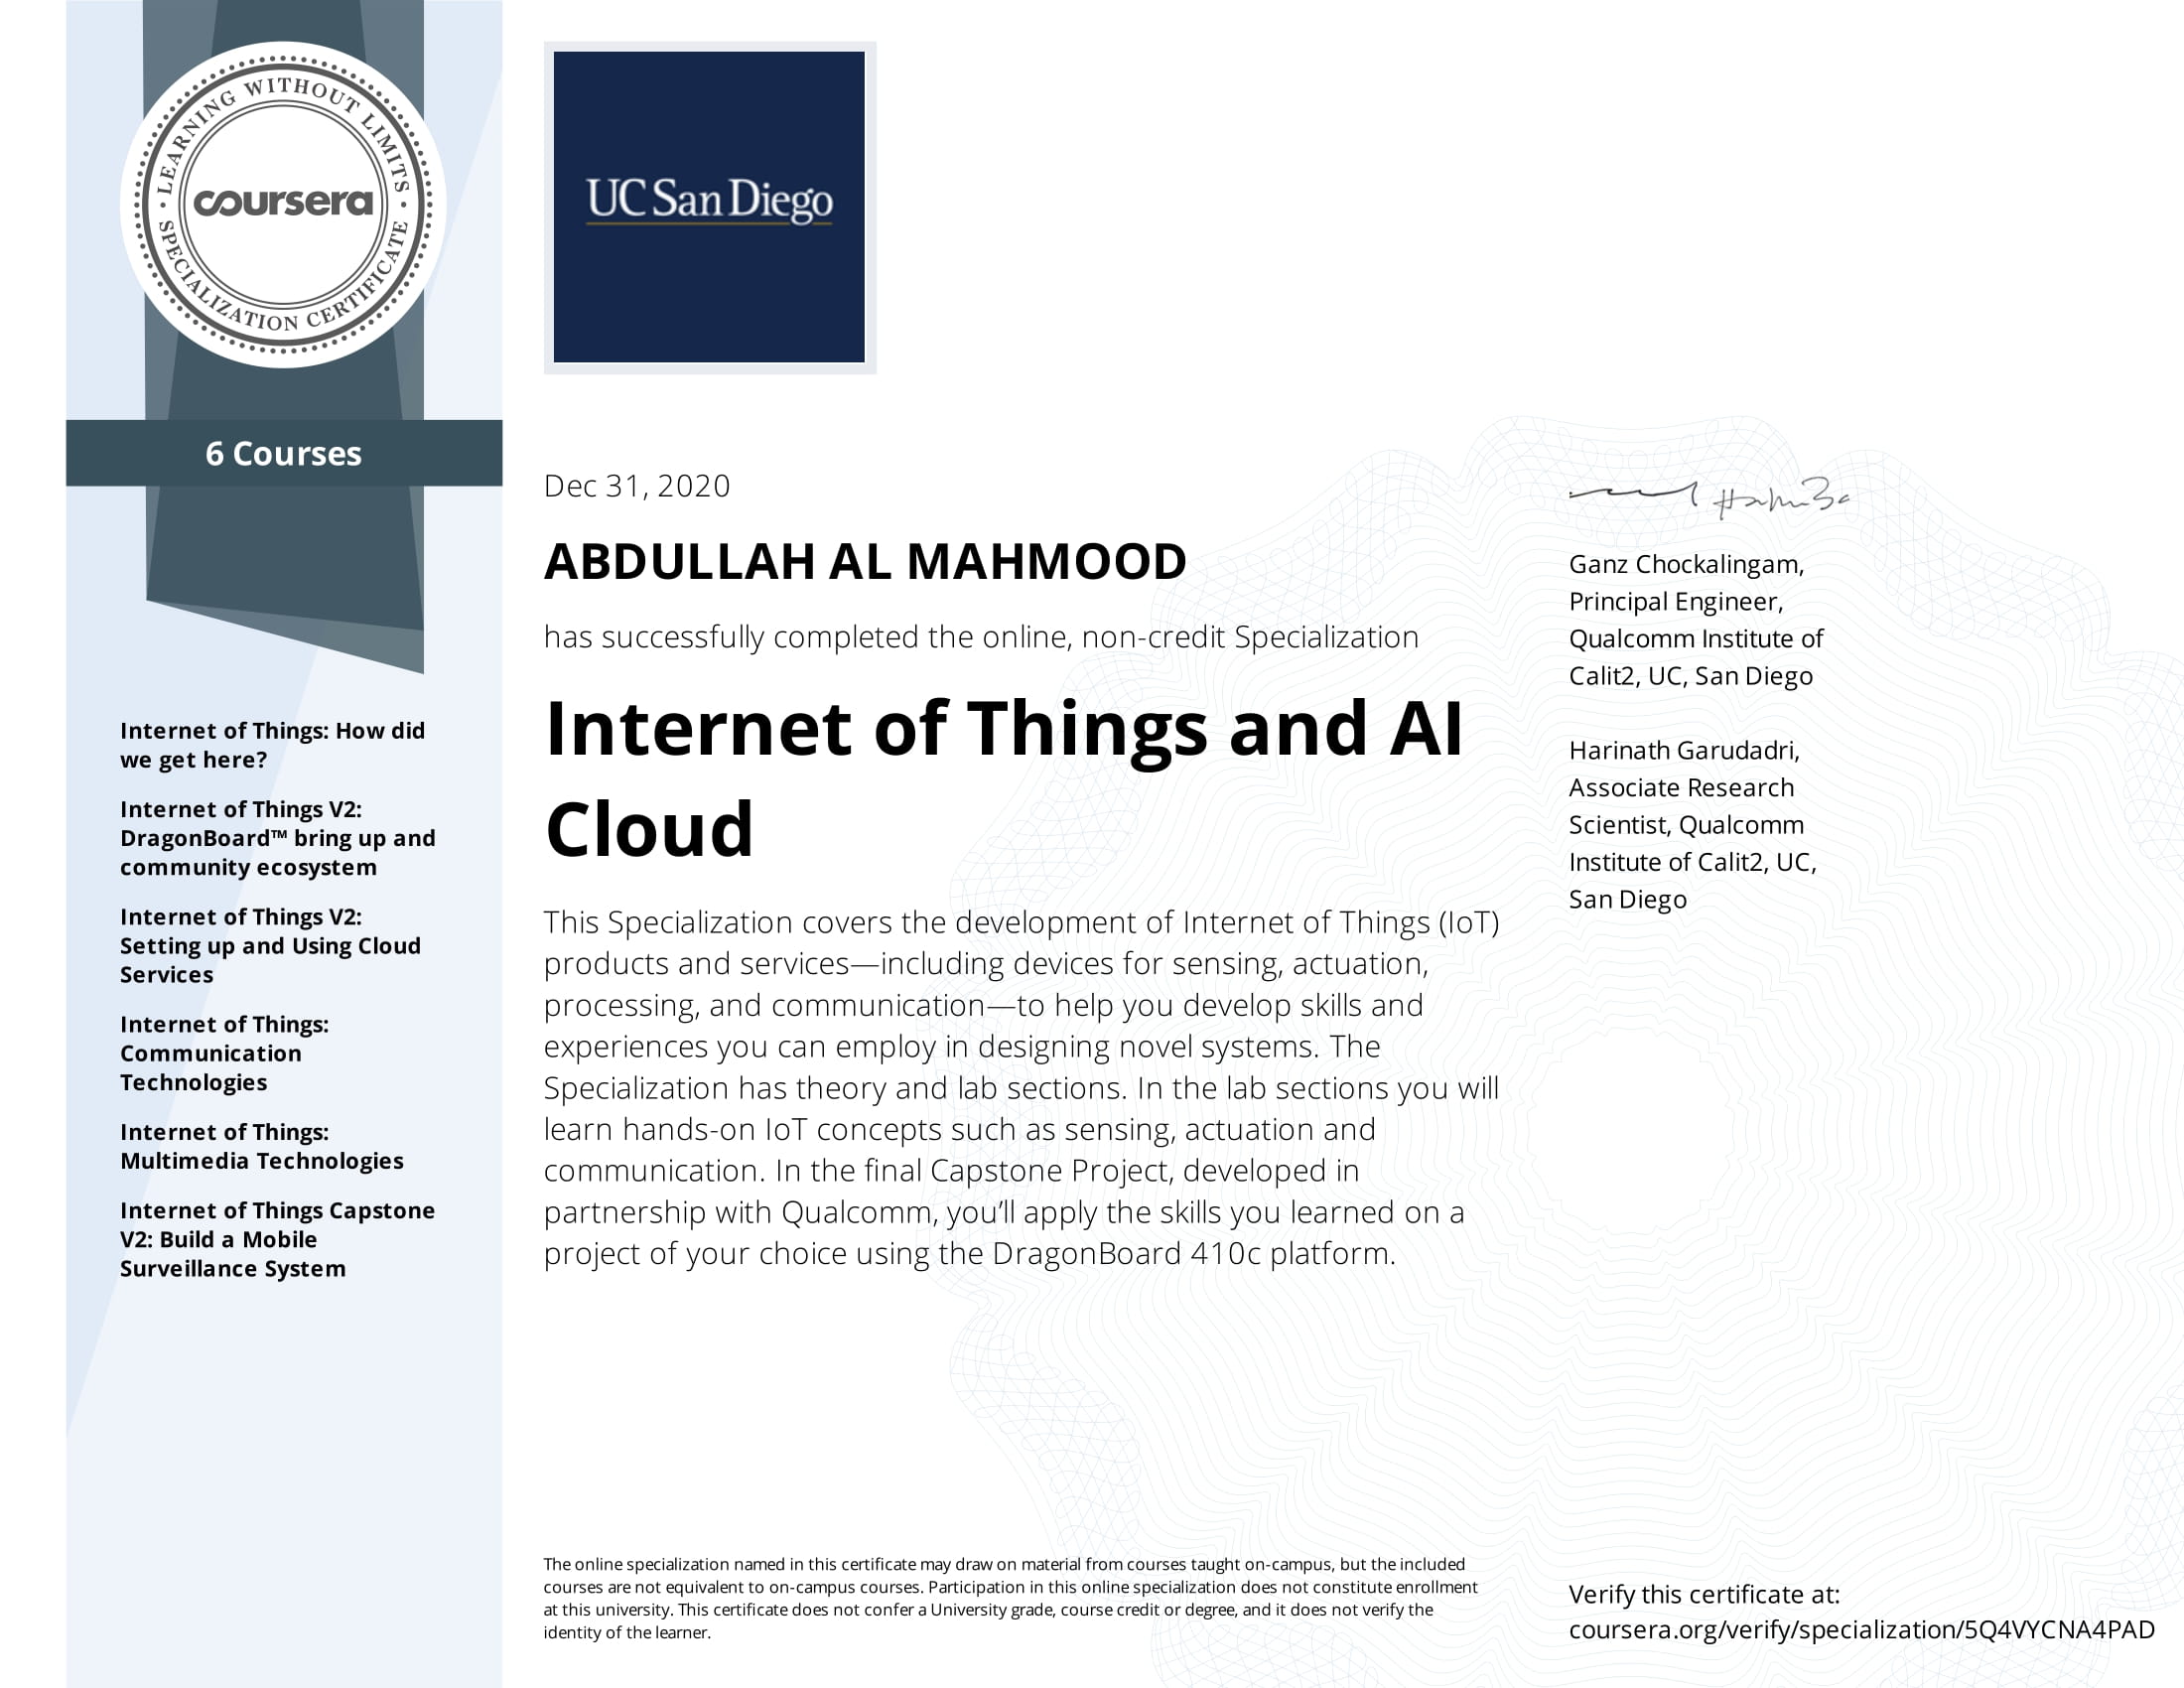 LEARNING WITHOUT LIMITS
coursera
SPECIALIZATION CERTIFICATE
6 Courses
Internet of Things: How did
we get here?
Internet of Things V2:
DragonBoard™ bring up and
community ecosystem
Internet of Things V2:
Setting up and Using Cloud
Services
Internet of Things:
Communication
Technologies
Internet of Things:
Multimedia Technologies
Internet of Things Capstone
V2: Build a Mobile
Surveillance System
UC San Diego
Dec 31, 2020
ABDULLAH AL MAHMOOD
has successfully completed the online, non-credit Specialization
Internet of Things and AI
Cloud
This Specialization covers the development of Internet of Things (IoT)
products and services—including devices for sensing, actuation,
processing, and communication—to help you develop skills and
experiences you can employ in designing novel systems. The
Specialization has theory and lab sections. In the lab sections you will
learn hands-on IoT concepts such as sensing, actuation and
communication. In the final Capstone Project, developed in
partnership with Qualcomm, you’ll apply the skills you learned on a
project of your choice using the DragonBoard 410c platform.
Ganz Chockalingam,
Principal Engineer,
Qualcomm Institute of
Calit2, UC, San Diego
Harinath Garudadri,
Associate Research
Scientist, Qualcomm
Institute of Calit2, UC,
San Diego
The online specialization named in this certificate may draw on material from courses taught on-campus, but the included
courses are not equivalent to on-campus courses. Participation in this online specialization does not constitute enrollment
at this university. This certificate does not confer a University grade, course credit or degree, and it does not verify the
identity of the learner.
Verify this certificate at:
coursera.org/verify/specialization/5Q4VYCNA4PAD